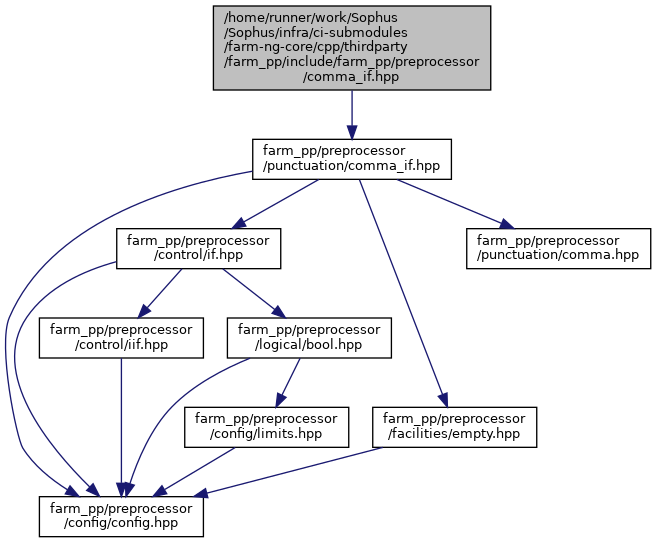 /home/runner/work/Sophus
/Sophus/infra/ci-submodules
/farm-ng-core/cpp/thirdparty
/farm_pp/include/farm_pp/preprocessor
/comma_if.hpp
farm_pp/preprocessor
/punctuation/comma_if.hpp
farm_pp/preprocessor
/control/if.hpp
farm_pp/preprocessor
/punctuation/comma.hpp
farm_pp/preprocessor
/control/iif.hpp
farm_pp/preprocessor
/logical/bool.hpp
farm_pp/preprocessor
/config/limits.hpp
farm_pp/preprocessor
/facilities/empty.hpp
farm_pp/preprocessor
/config/config.hpp